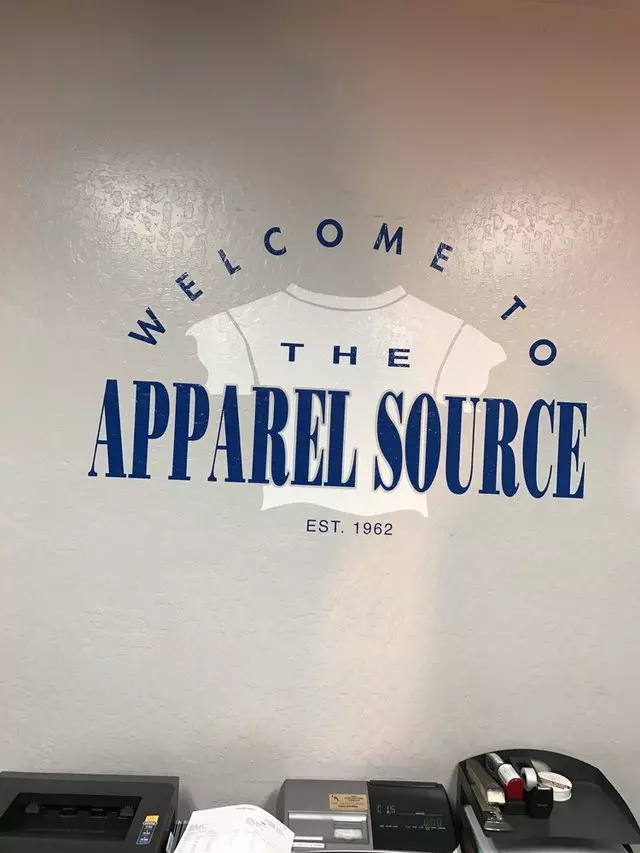 WELCOME TO
THE
APPAREL SOURCE
EST. 1962